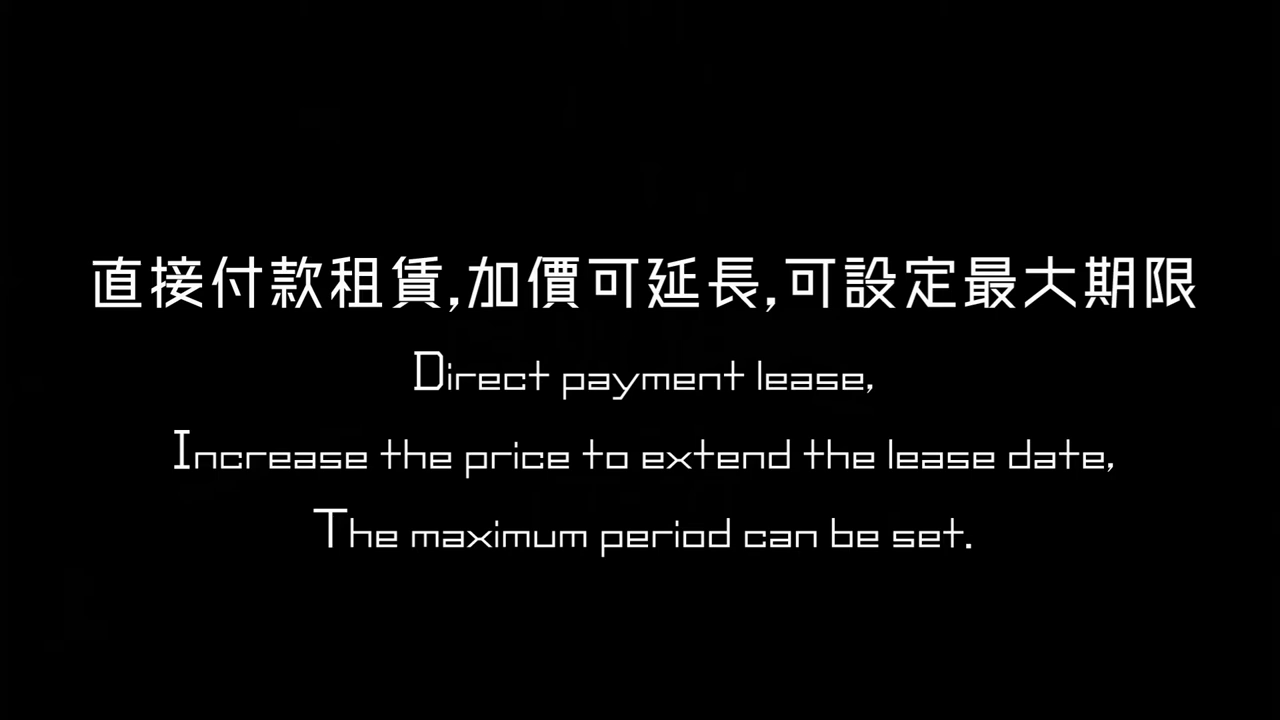 直接付款租賃,加價可延長,可設定最大期限
Direct payment lease,
Increase the price to extend the lease date,
The maximum period can be set.